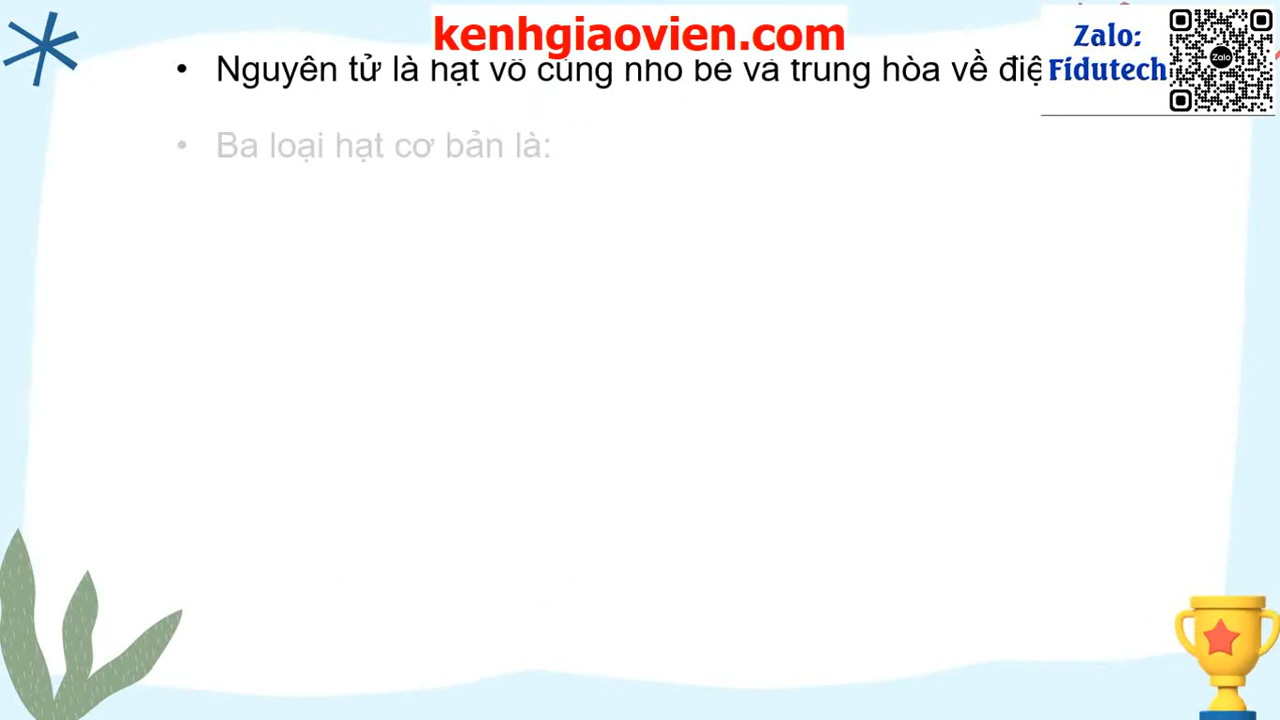 kenhgiaovien.com
Zalo:
Fidutech
Zalo
• Nguyên tử là hạt vô cùng nhỏ bé và trung hòa về điệ
• Ba loại hạt cơ bản là: